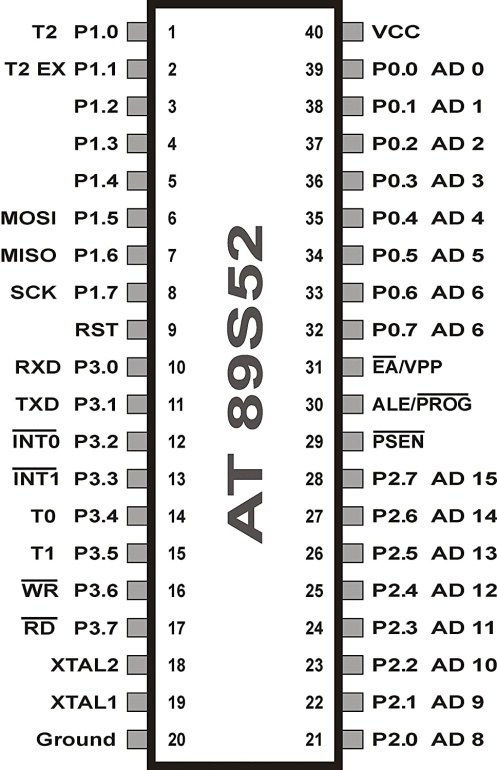 T2 P1.0 1 40 VCC
T2 EX P1.1 2 39 P0.0 AD 0
P1.2 3 38 P0.1 AD 1
P1.3 4 37 P0.2 AD 2
P1.4 5 36 P0.3 AD 3
MOSI P1.5 6 35 P0.4 AD 4
MISO P1.6 7 34 P0.5 AD 5
SCK P1.7 8 33 P0.6 AD 6
RST 9 32 P0.7 AD 6
RXD P3.0 10 31 E̅A̅/VPP
TXD P3.1 11 30 ALE/P̅R̅O̅G̅
I̅N̅T̅0̅ P3.2 12 29 P̅S̅E̅N̅
I̅N̅T̅1̅ P3.3 13 28 P2.7 AD 15
T0 P3.4 14 27 P2.6 AD 14
T1 P3.5 15 26 P2.5 AD 13
W̅R̅ P3.6 16 25 P2.4 AD 12
R̅D̅ P3.7 17 24 P2.3 AD 11
XTAL2 18 23 P2.2 AD 10
XTAL1 19 22 P2.1 AD 9
Ground 20 21 P2.0 AD 8
AT 89S52